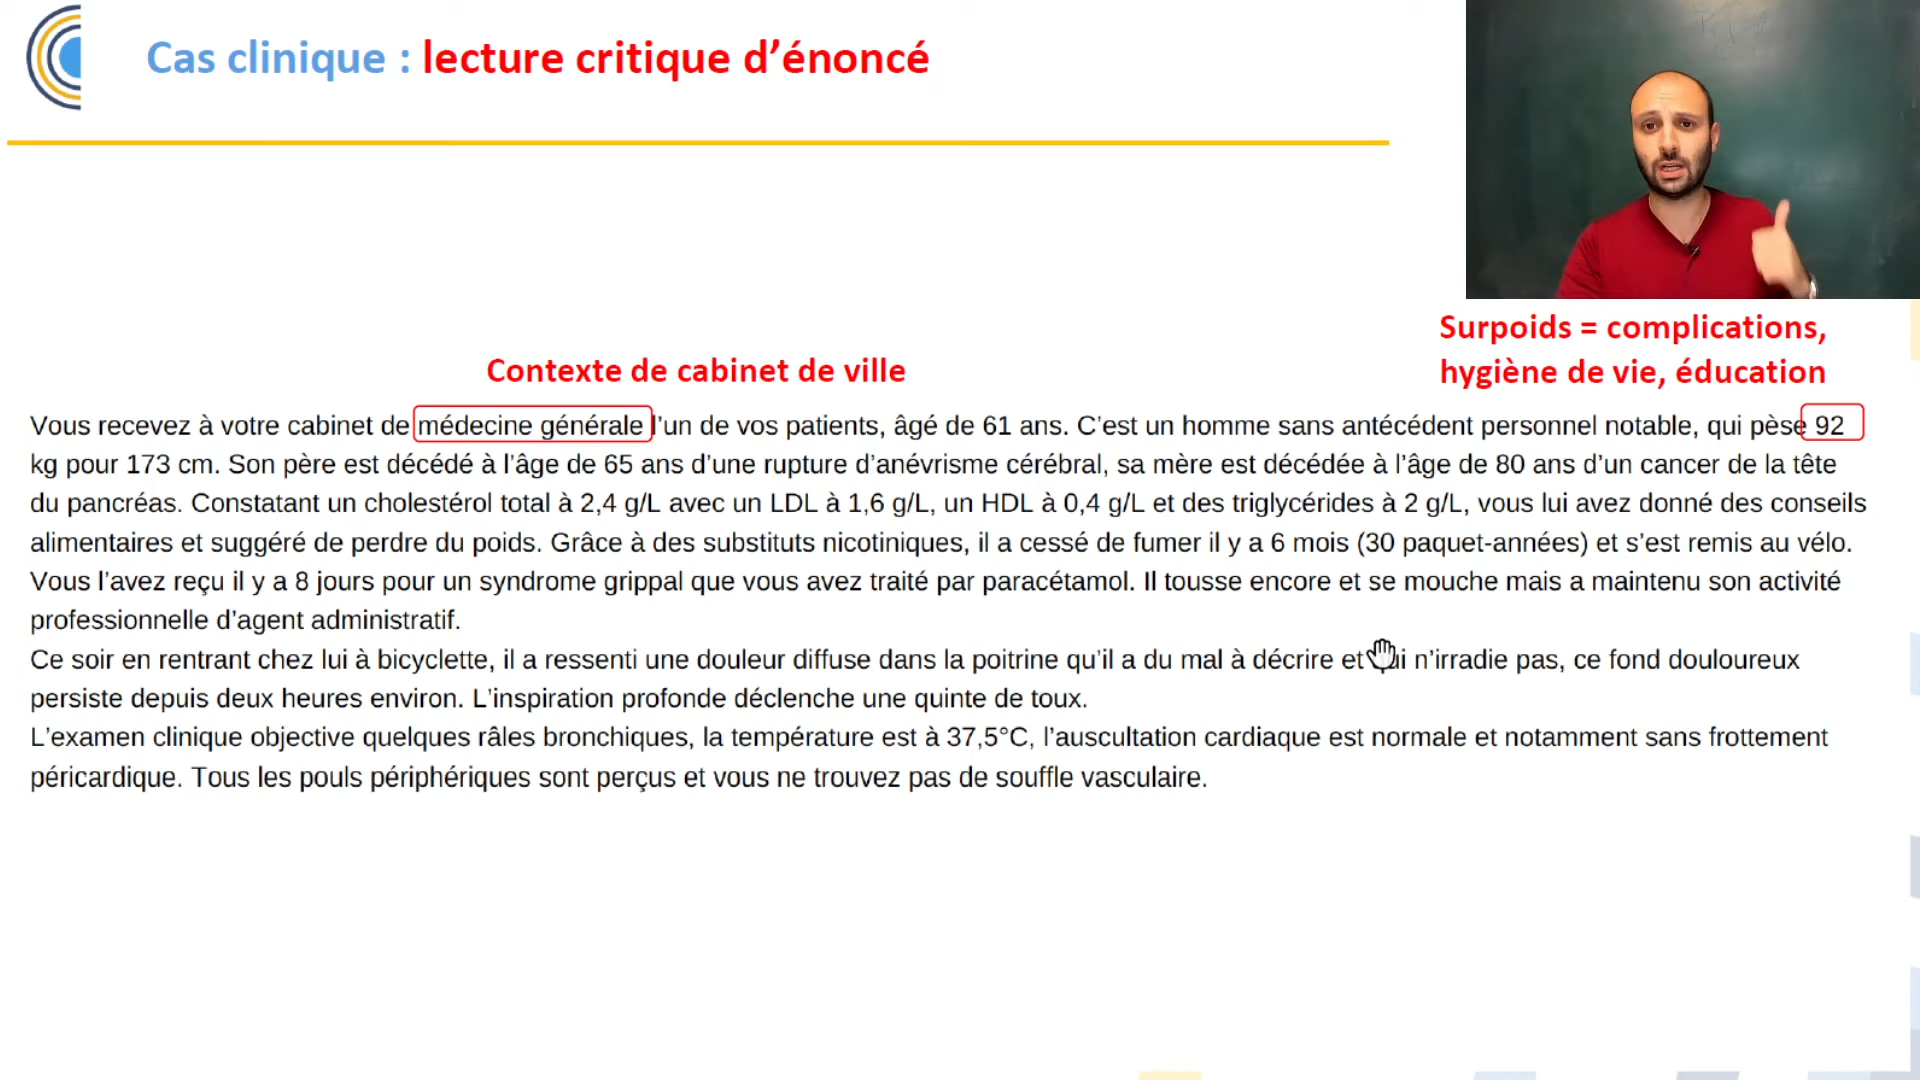 Cas clinique : lecture critique d’énoncé
Surpoids = complications,
hygiène de vie, éducation
Contexte de cabinet de ville
Vous recevez à votre cabinet de médecine générale l’un de vos patients, âgé de 61 ans. C’est un homme sans antécédent personnel notable, qui pèse 92
kg pour 173 cm. Son père est décédé à l’âge de 65 ans d’une rupture d’anévrisme cérébral, sa mère est décédée à l’âge de 80 ans d’un cancer de la tête
du pancréas. Constatant un cholestérol total à 2,4 g/L avec un LDL à 1,6 g/L, un HDL à 0,4 g/L et des triglycérides à 2 g/L, vous lui avez donné des conseils
alimentaires et suggéré de perdre du poids. Grâce à des substituts nicotiniques, il a cessé de fumer il y a 6 mois (30 paquet-années) et s’est remis au vélo.
Vous l’avez reçu il y a 8 jours pour un syndrome grippal que vous avez traité par paracétamol. Il tousse encore et se mouche mais a maintenu son activité
professionnelle d’agent administratif.
Ce soir en rentrant chez lui à bicyclette, il a ressenti une douleur diffuse dans la poitrine qu’il a du mal à décrire et qui n’irradie pas, ce fond douloureux
persiste depuis deux heures environ. L’inspiration profonde déclenche une quinte de toux.
L’examen clinique objective quelques râles bronchiques, la température est à 37,5°C, l’auscultation cardiaque est normale et notamment sans frottement
péricardique. Tous les pouls périphériques sont perçus et vous ne trouvez pas de souffle vasculaire.